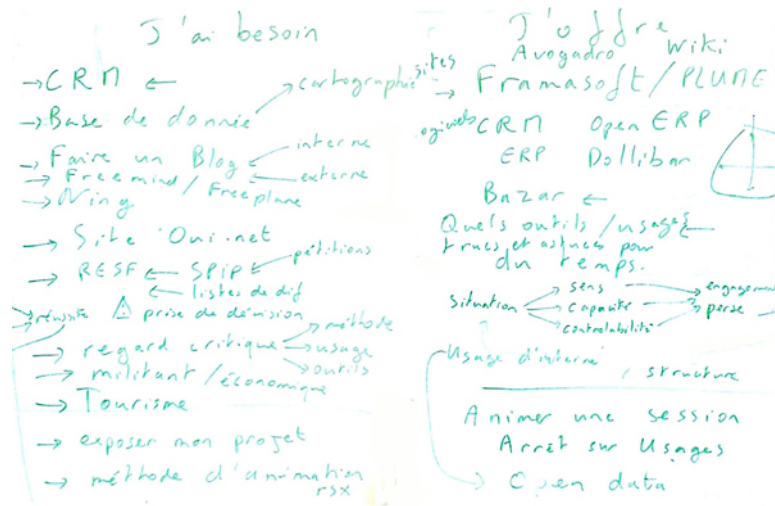 J'ai besoin
→ CRM ←
cartographie
→ Base de donnée
→ Faire un Blog
interne
externe
→ Freemind / Freeplane
→ Ning
→ Site Oui.net
pétitions
→ RESF ← SPIP ←
← listes de dif
→ réussite ⚠ prise de décision
→ regard critique
→ méthode
→ usage
→ outils
→ militant / économique
→ Tourisme
→ exposer mon projet
→ méthode d'animation
rsx
J'offre
sites
Avogadro
Wiki
→ Framasoft / PLUME
ogiciels
CRM Open ERP
ERP Dollibar
Bazar ←
Quels outils / usages ←
trucs et astuces pour
du temps.
situation
sens
capacité
controlabilité
engagement
perse
Usage d'interne
/ structure
Animer une session
Arrêt sur Usages
→ Open data